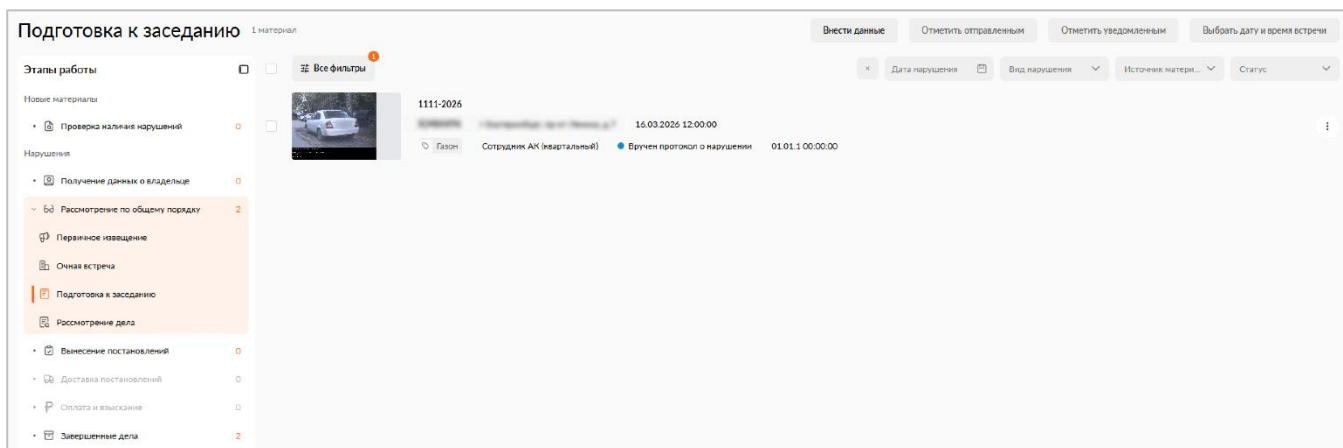 Подготовка к заседанию 1 материал
Внести данные
Отметить отправленным
Отметить уведомленным
Выбрать дату и время встречи
Этапы работы
Новые материалы
Проверка наличия нарушений 0
Нарушения
Получение данных о владельце 0
Рассмотрение по общему порядку 2
Первичное извещение
Очная встреча
Подготовка к заседанию
Рассмотрение дела
Вынесение постановлений 0
Доставка постановлений 0
Оплата и взыскание 0
Завершенные дела 2
Все фильтры 1
Дата нарушения
Вид нарушения
Источник матери...
Статус
1111-2026
16.03.2026 12:00:00
Газон Сотрудник АК (квартальный) Вручен протокол о нарушении 01.01.1 00:00:00